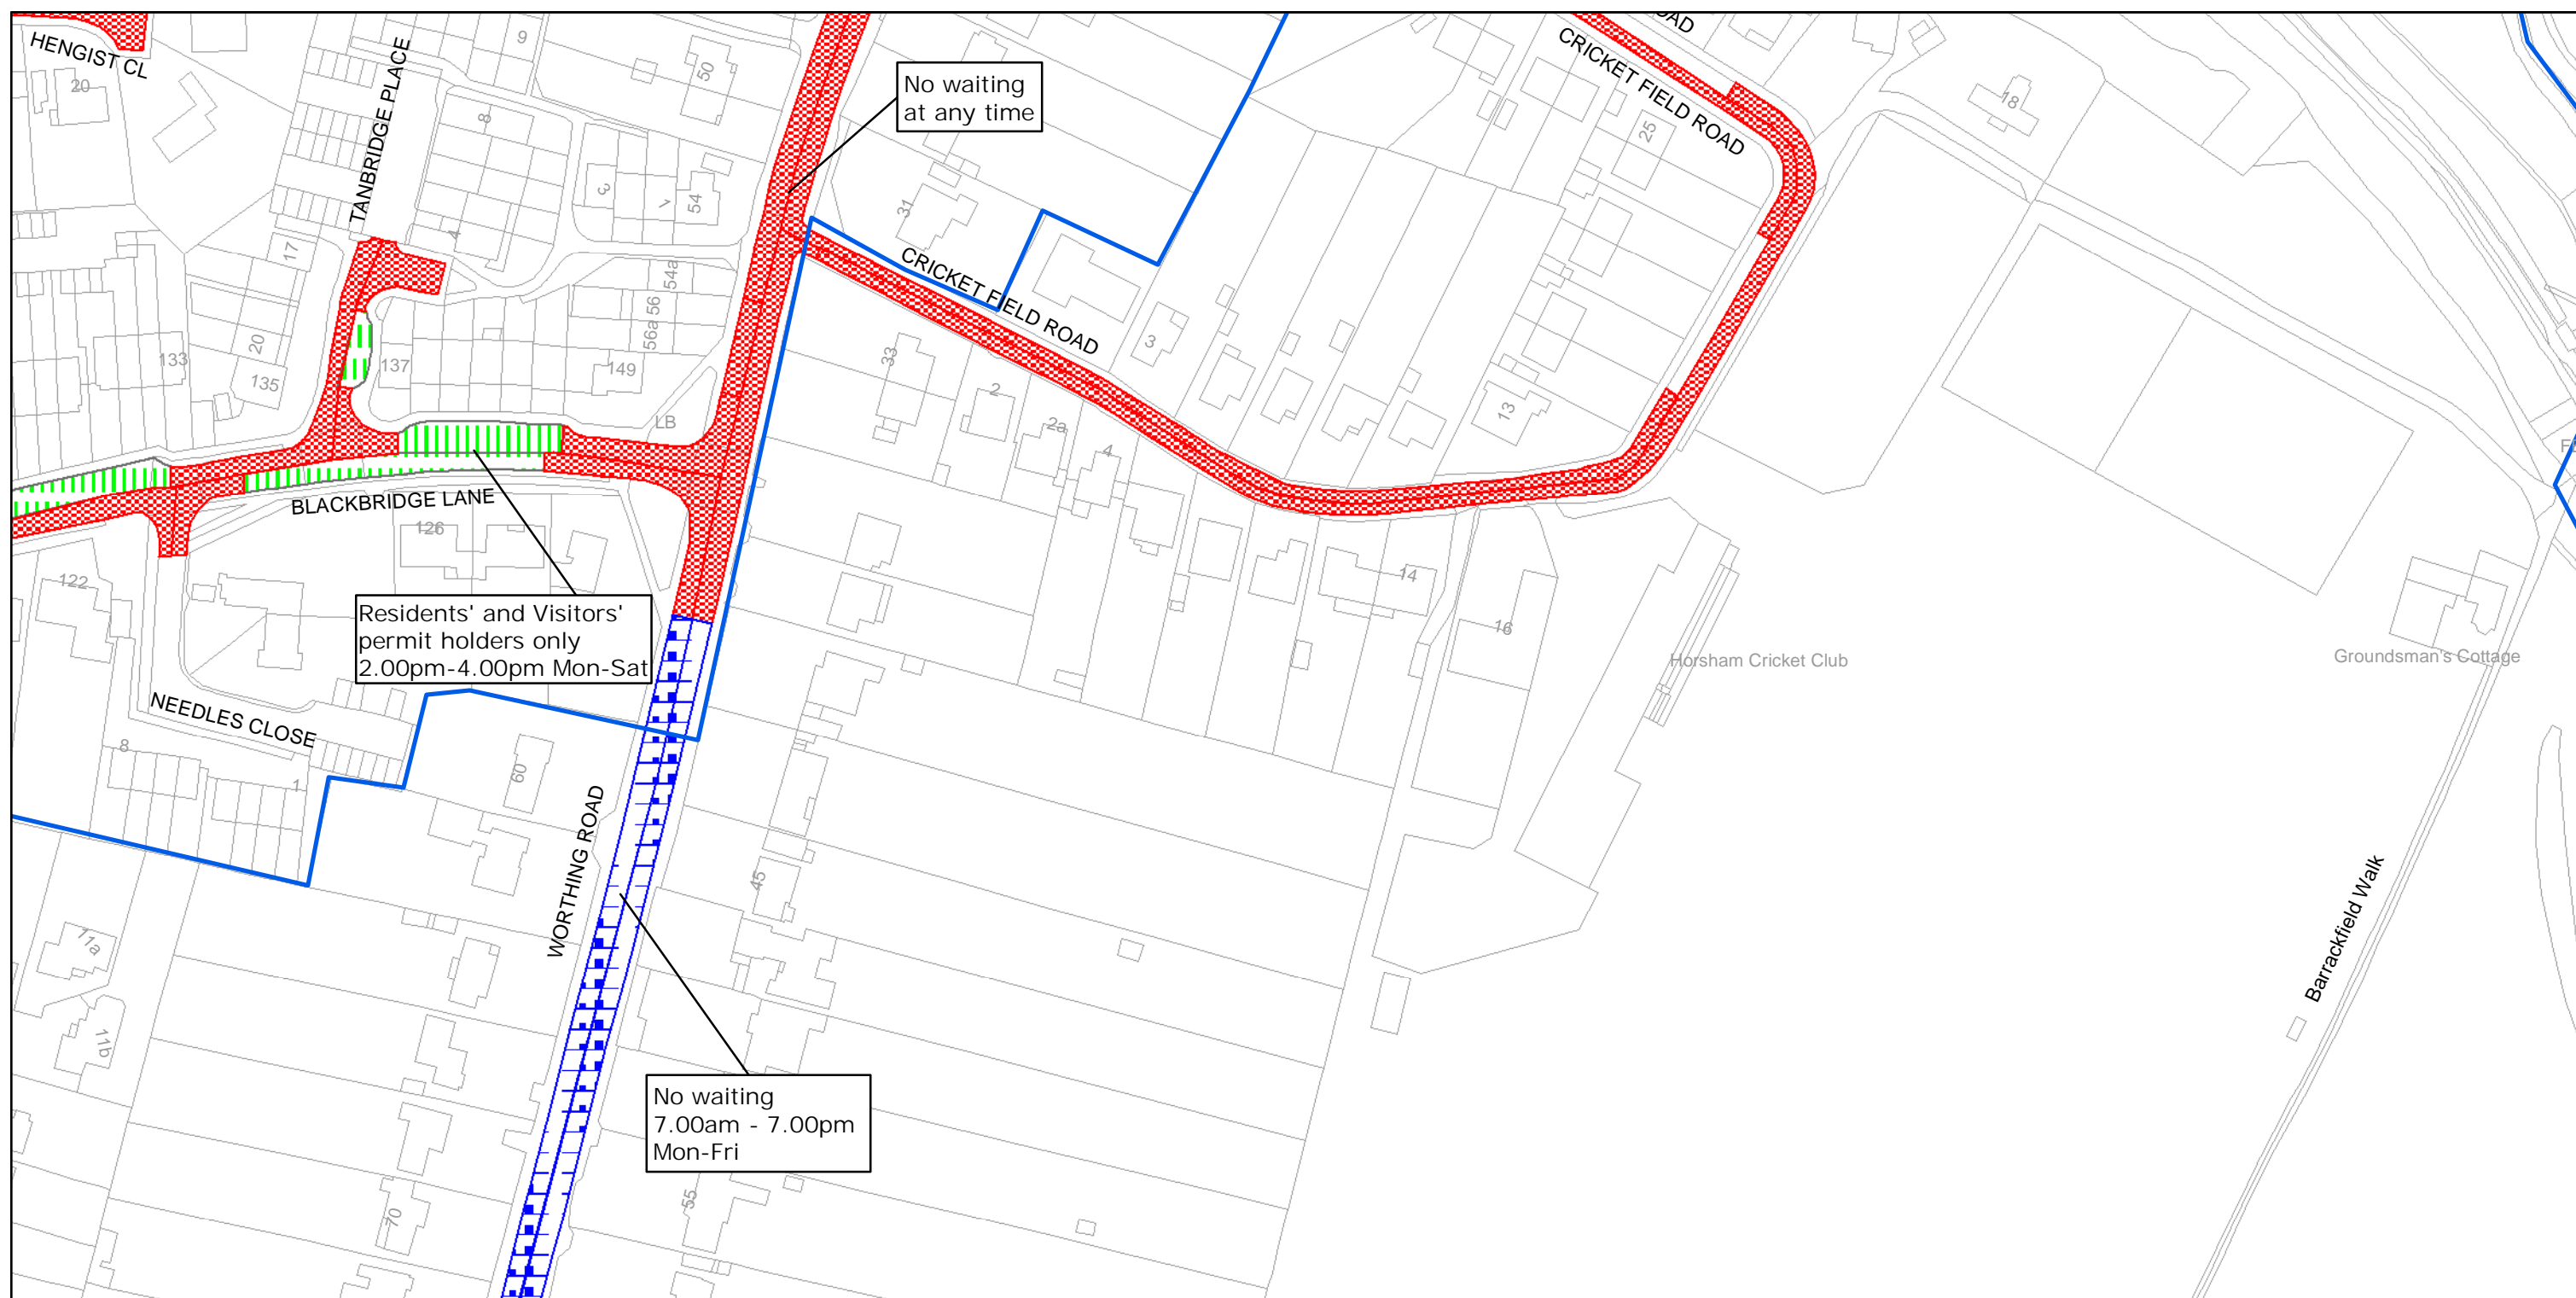 HENGIST CL
20
TANBRIDGE PLACE
9
50
8
3
7
54
4
17
54a
56
56a
20
133
135
137
149
LB
No waiting
at any time
31
CRICKET FIELD ROAD
OAD
CRICKET FIELD ROAD
25
18
33
2
2a
4
3
13
14
16
BLACKBRIDGE LANE
126
122
Residents' and Visitors'
permit holders only
2.00pm-4.00pm Mon-Sat
NEEDLES CLOSE
8
1
60
WORTHING ROAD
45
11a
11b
No waiting
7.00am - 7.00pm
Mon-Fri
70
55
Horsham Cricket Club
Groundsman's Cottage
Barrackfield Walk